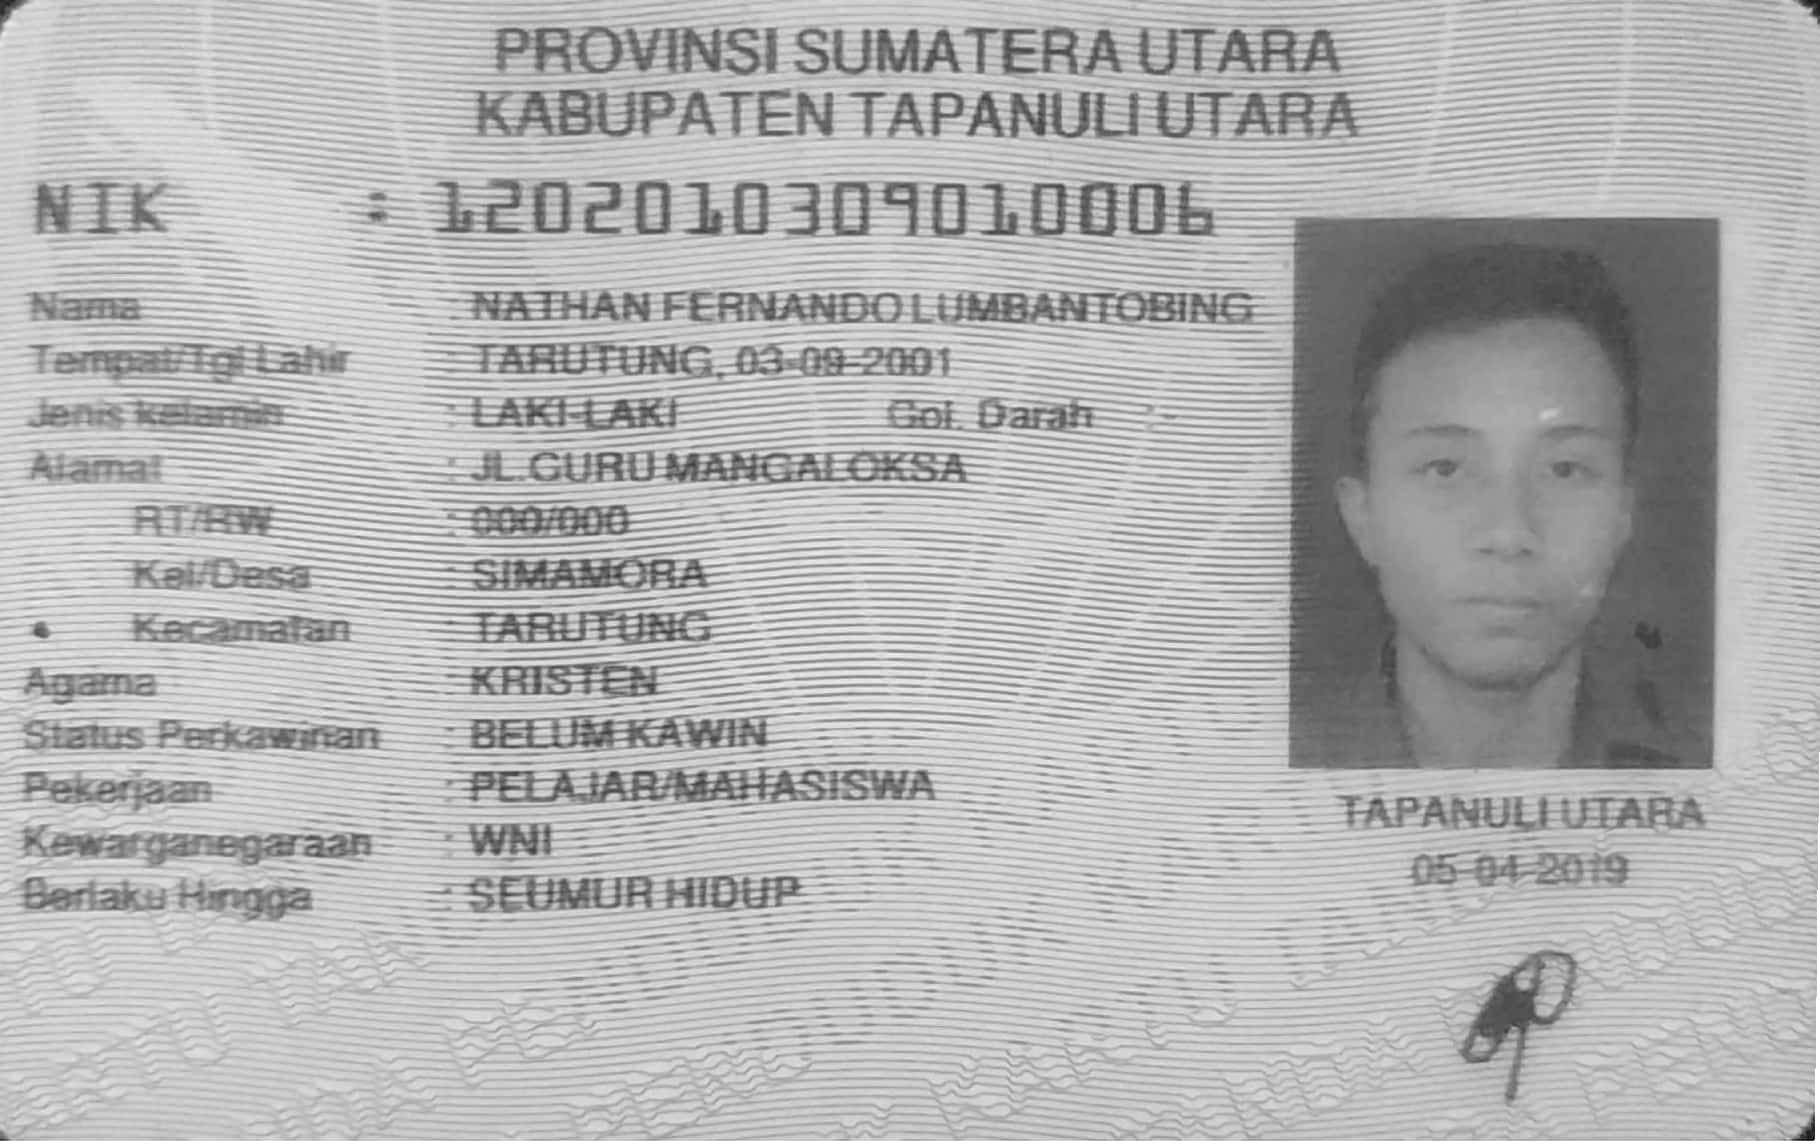 PROVINSI SUMATERA UTARA
KABUPATEN TAPANULI UTARA
NIK : 1202010309010006
Nama : NATHAN FERNANDO LUMBANTOBING
Tempat/Tgl Lahir : TARUTUNG, 03-09-2001
Jenis kelamin : LAKI-LAKI Gol. Darah : -
Alamat : JL.GURU MANGALOKSA
RT/RW : 000/000
Kel/Desa : SIMAMORA
Kecamatan : TARUTUNG
Agama : KRISTEN
Status Perkawinan : BELUM KAWIN
Pekerjaan : PELAJAR/MAHASISWA
Kewarganegaraan : WNI
Berlaku Hingga : SEUMUR HIDUP
TAPANULI UTARA
05-04-2019